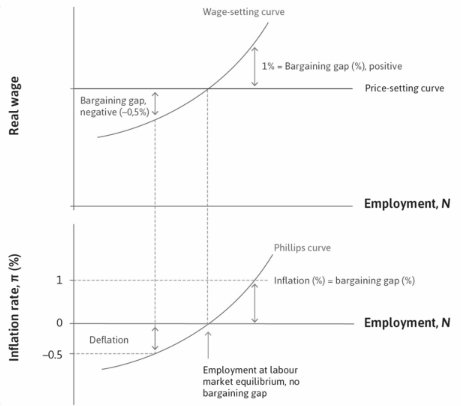 Wage-setting curve
1% = Bargaining gap (%), positive
Price-setting curve
Bargaining gap,
negative (–0,5%)
Real wage
Employment, N
Phillips curve
Inflation (%) = bargaining gap (%)
1
0
–0.5
Deflation
Employment, N
Inflation rate, π (%)
Employment at labour
market equilibrium, no
bargaining gap